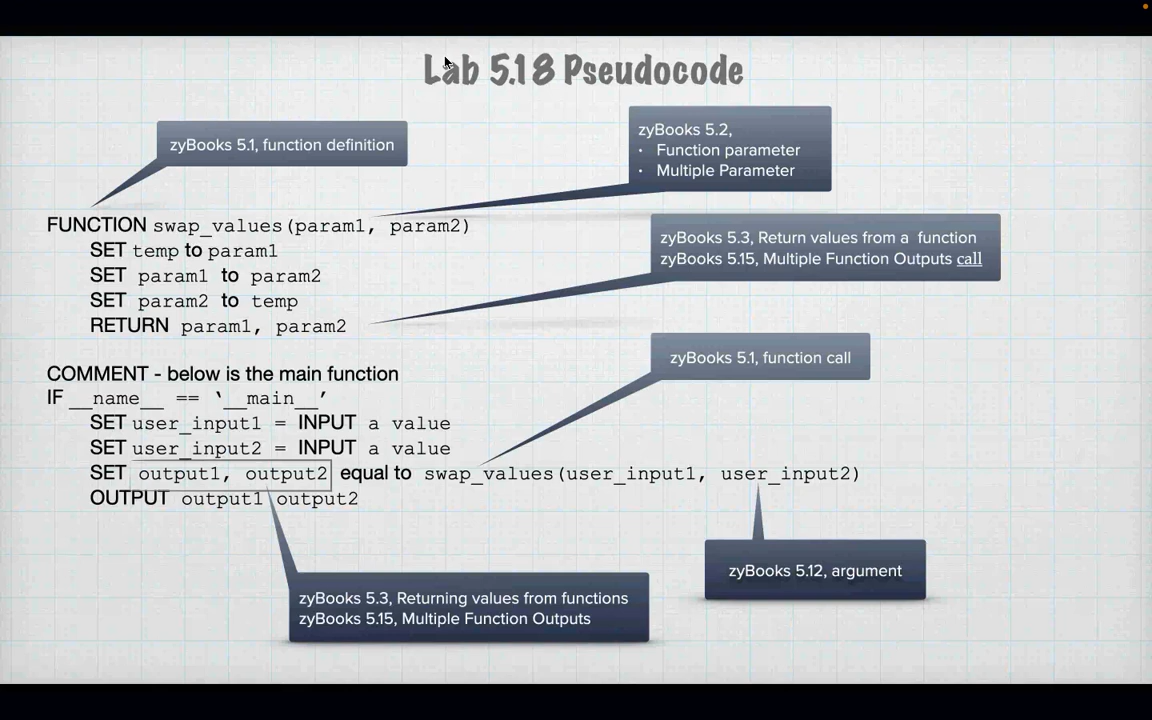 Lab 5.18 Pseudocode
zyBooks 5.1, function definition
zyBooks 5.2,
• Function parameter
• Multiple Parameter
FUNCTION swap_values(param1, param2)
SET temp to param1
SET param1 to param2
SET param2 to temp
RETURN param1, param2
zyBooks 5.3, Return values from a function
zyBooks 5.15, Multiple Function Outputs call
zyBooks 5.1, function call
COMMENT - below is the main function
IF __name__ == ‘__main__’
SET user_input1 = INPUT a value
SET user_input2 = INPUT a value
SET output1, output2 equal to swap_values(user_input1, user_input2)
OUTPUT output1 output2
zyBooks 5.12, argument
zyBooks 5.3, Returning values from functions
zyBooks 5.15, Multiple Function Outputs